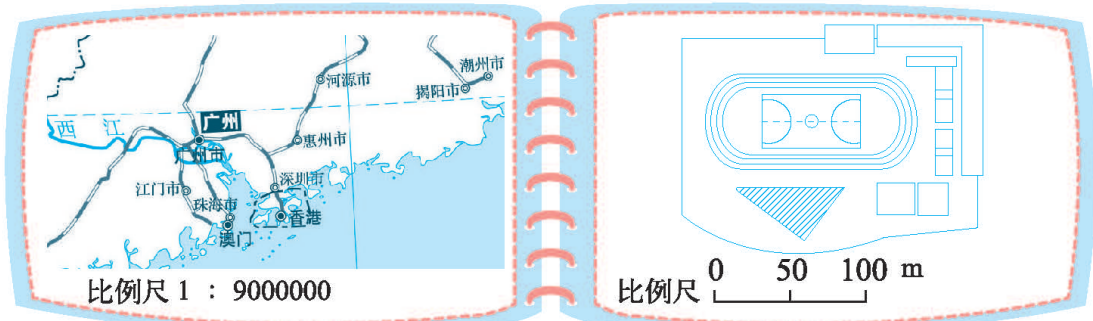 潮州市
河源市
揭阳市
西江
广州
惠州市
广州市
江门市
深圳市
珠海市
香港
澳门
比例尺 1 : 9000000
0 50 100 m
比例尺